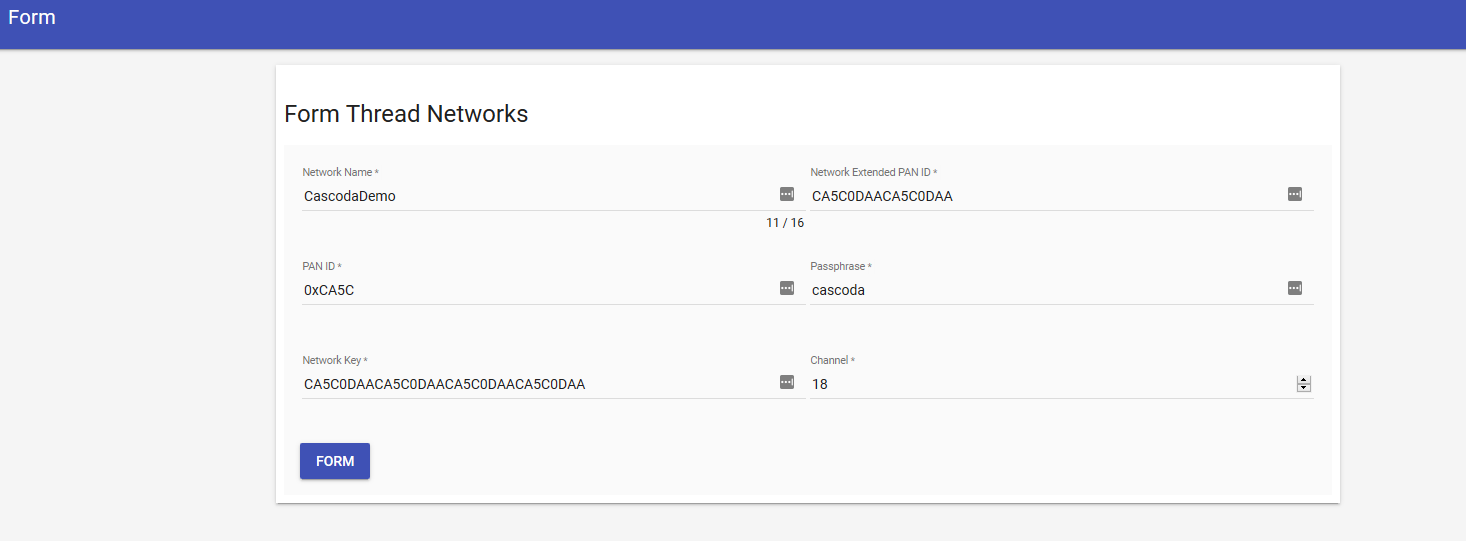 Form
Form Thread Networks
Network Name *
CascodaDemo
11 / 16
Network Extended PAN ID *
CA5C0DAACA5C0DAA
PAN ID *
0xCA5C
Passphrase *
cascoda
Network Key *
CA5C0DAACA5C0DAACA5C0DAACA5C0DAA
Channel *
18
FORM